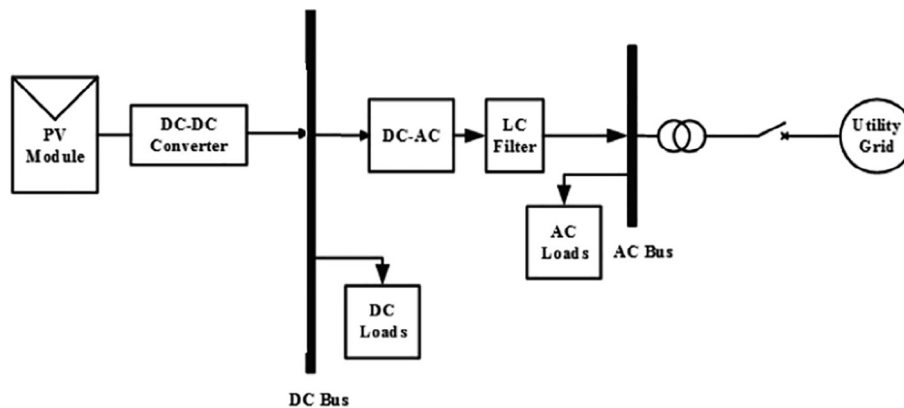 PV
Module
DC-DC
Converter
DC-AC
LC
Filter
Utility
Grid
AC
Loads
AC Bus
DC
Loads
DC Bus